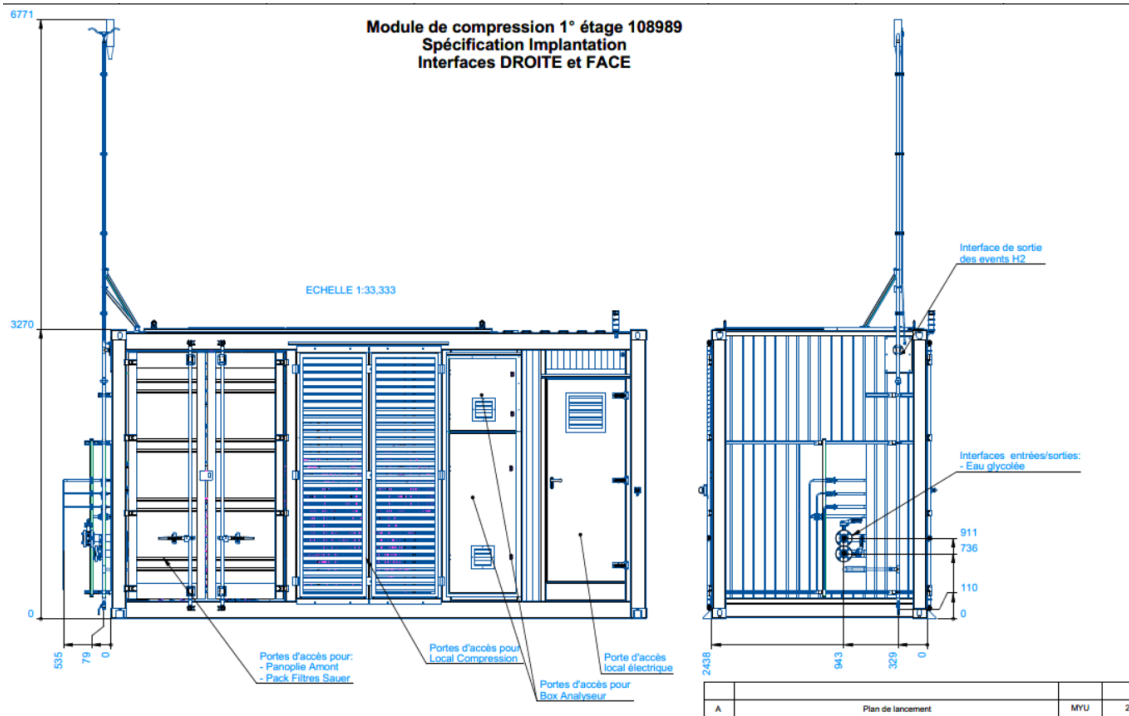 6771
Module de compression 1° étage 108989
Spécification Implantation
Interfaces DROITE et FACE
Interface de sortie
des events H2
ECHELLE 1:33,333
3270
Interfaces entrées/sorties:
- Eau glycolée
911
736
110
0
0
535
79
0
2438
943
329
0
Portes d'accès pour:
- Panoplie Amont
- Pack Filtres Sauer
Portes d'accès pour
Local Compression
Portes d'accès pour
Box Analyseur
Porte d'accès
local électrique
A
Plan de lancement
MYU
2